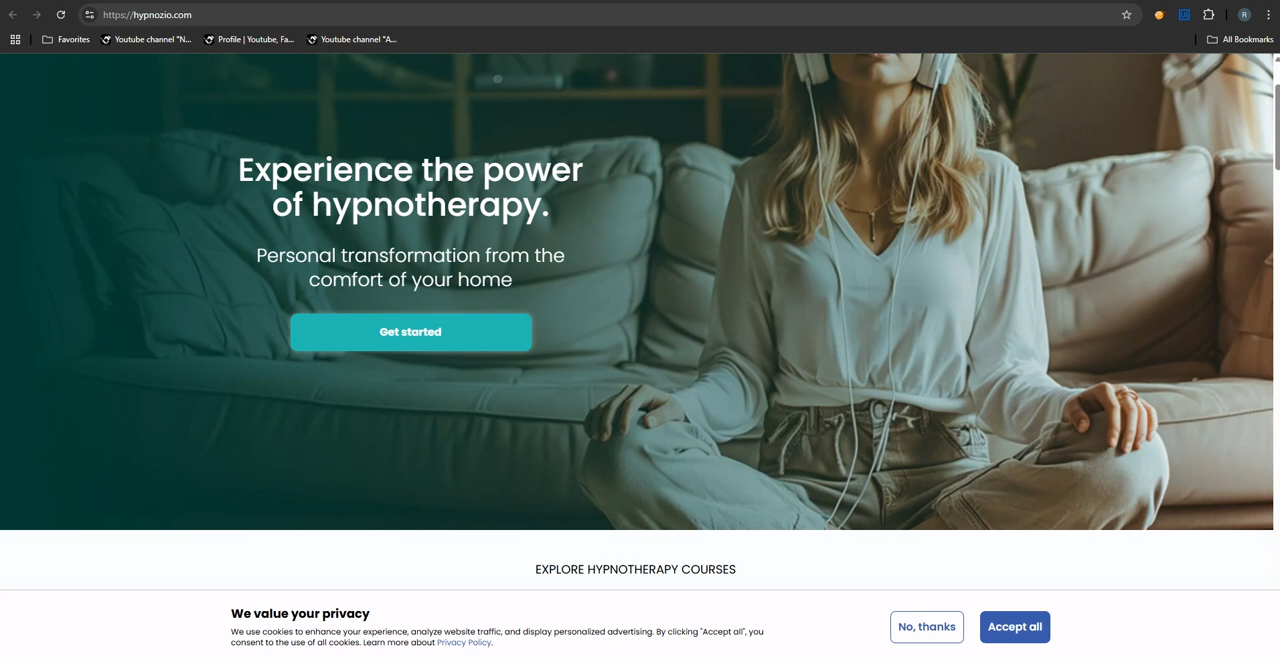 https://hypnozio.com
R
Favorites
Youtube channel "N...
Profile | Youtube, Fa...
Youtube channel "A...
All Bookmarks
Experience the power
of hypnotherapy.
Personal transformation from the
comfort of your home
Get started
EXPLORE HYPNOTHERAPY COURSES
We value your privacy
We use cookies to enhance your experience, analyze website traffic, and display personalized advertising. By clicking "Accept all", you
consent to the use of all cookies. Learn more about Privacy Policy.
No, thanks
Accept all